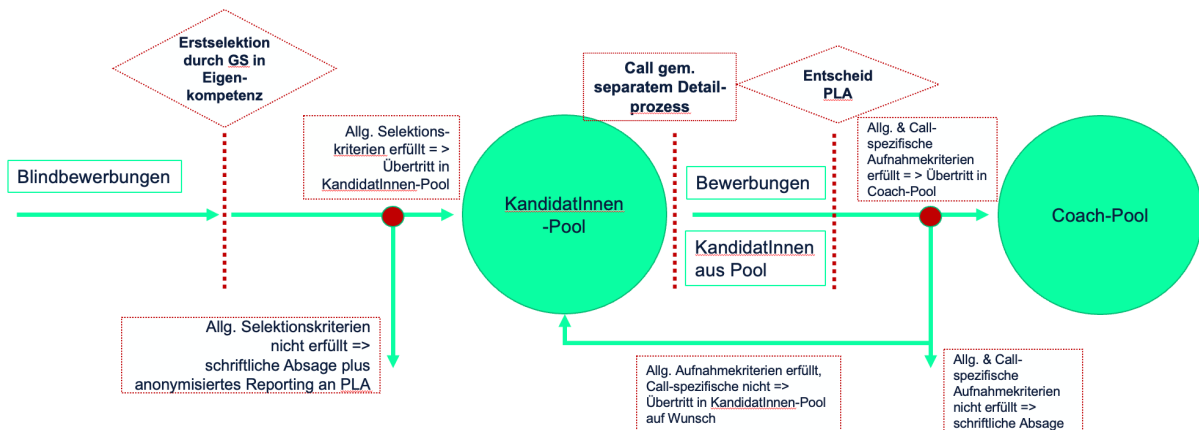 Erstselektion
durch GS in
Eigen-
kompetenz
Blindbewerbungen
Allg. Selektions-
kriterien erfüllt = >
Übertritt in
KandidatInnen-Pool
Allg. Selektionskriterien
nicht erfüllt =>
schriftliche Absage plus
anonymisiertes Reporting an PLA
KandidatInnen
-Pool
Call gem.
separatem Detail-
prozess
Entscheid
PLA
Bewerbungen
KandidatInnen
aus Pool
Allg. & Call-
spezifische
Aufnahmekriterien
erfüllt = > Übertritt in
Coach-Pool
Coach-Pool
Allg. Aufnahmekriterien erfüllt,
Call-spezifische nicht =>
Übertritt in KandidatInnen-Pool
auf Wunsch
Allg. & Call-
spezifische
Aufnahmekriterien
nicht erfüllt =>
schriftliche Absage